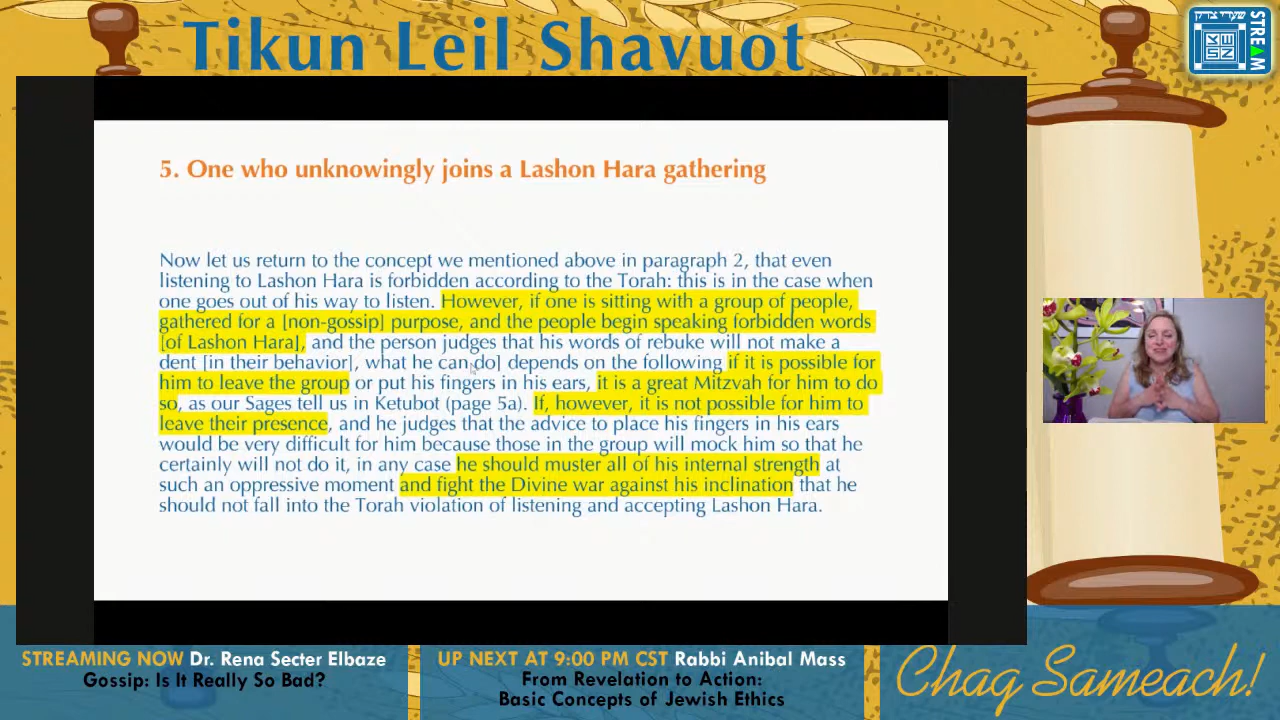 Tikun Leil Shavuot
שערי צדק
STREAM
5. One who unknowingly joins a Lashon Hara gathering
Now let us return to the concept we mentioned above in paragraph 2, that even
listening to Lashon Hara is forbidden according to the Torah: this is in the case when
one goes out of his way to listen. However, if one is sitting with a group of people,
gathered for a [non-gossip] purpose, and the people begin speaking forbidden words
[of Lashon Hara], and the person judges that his words of rebuke will not make a
dent [in their behavior], what he can do] depends on the following if it is possible for
him to leave the group or put his fingers in his ears, it is a great Mitzvah for him to do
so, as our Sages tell us in Ketubot (page 5a). If, however, it is not possible for him to
leave their presence, and he judges that the advice to place his fingers in his ears
would be very difficult for him because those in the group will mock him so that he
certainly will not do it, in any case he should muster all of his internal strength at
such an oppressive moment and fight the Divine war against his inclination that he
should not fall into the Torah violation of listening and accepting Lashon Hara.
STREAMING NOW Dr. Rena Secter Elbaze
Gossip: Is It Really So Bad?
UP NEXT AT 9:00 PM CST Rabbi Anibal Mass
From Revelation to Action:
Basic Concepts of Jewish Ethics
Chag Sameach!